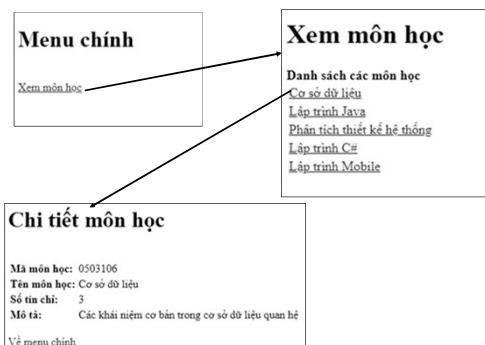 Menu chính
Xem môn học
Xem môn học
Danh sách các môn học
Cơ sở dữ liệu
Lập trình Java
Phân tích thiết kế hệ thống
Lập trình C#
Lập trình Mobile
Chi tiết môn học
Mã môn học: 0503106
Tên môn học: Cơ sở dữ liệu
Số tín chỉ: 3
Mô tả: Các khái niệm cơ bản trong cơ sở dữ liệu quan hệ
Về menu chính